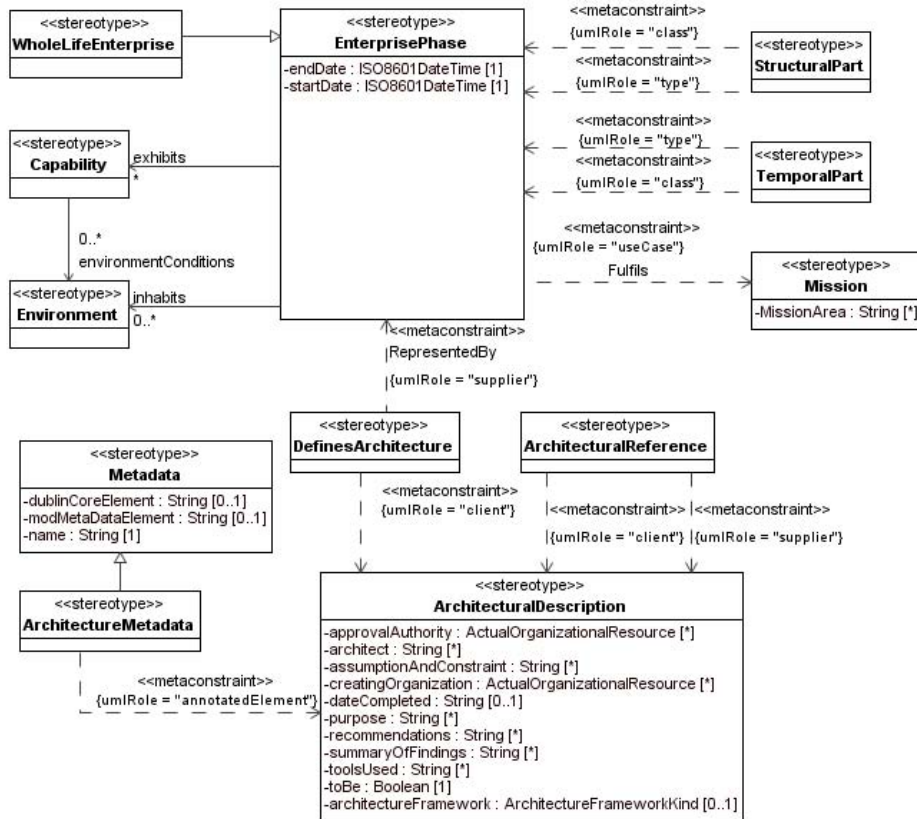 <<stereotype>>
WholeLifeEnterprise
<<stereotype>>
EnterprisePhase
-endDate : ISO8601DateTime [1]
-startDate : ISO8601DateTime [1]
<<metaconstraint>>
{umlRole = "class"}
<<metaconstraint>>
{umlRole = "type"}
<<stereotype>>
StructuralPart
<<metaconstraint>>
{umlRole = "type"}
<<metaconstraint>>
{umlRole = "class"}
<<stereotype>>
TemporalPart
<<stereotype>>
Capability
exhibits
*
0..*
environmentConditions
<<stereotype>>
Environment
inhabits
0..*
<<metaconstraint>>
{umlRole = "useCase"}
Fulfils
<<stereotype>>
Mission
-MissionArea : String [*]
<<metaconstraint>>
RepresentedBy
{umlRole = "supplier"}
<<stereotype>>
DefinesArchitecture
<<stereotype>>
ArchitecturalReference
<<stereotype>>
Metadata
-dublinCoreElement : String [0..1]
-modMetaDataElement : String [0..1]
-name : String [1]
<<metaconstraint>>
{umlRole = "client"}
<<metaconstraint>>
{umlRole = "client"}
<<metaconstraint>>
{umlRole = "supplier"}
<<stereotype>>
ArchitectureMetadata
<<metaconstraint>>
{umlRole = "annotatedElement"}
<<stereotype>>
ArchitecturalDescription
-approvalAuthority : ActualOrganizationalResource [*]
-architect : String [*]
-assumptionAndConstraint : String [*]
-creatingOrganization : ActualOrganizationalResource [*]
-dateCompleted : String [0..1]
-purpose : String [*]
-recommendations : String [*]
-summaryOfFindings : String [*]
-toolsUsed : String [*]
-toBe : Boolean [1]
-architectureFramework : ArchitectureFrameworkKind [0..1]